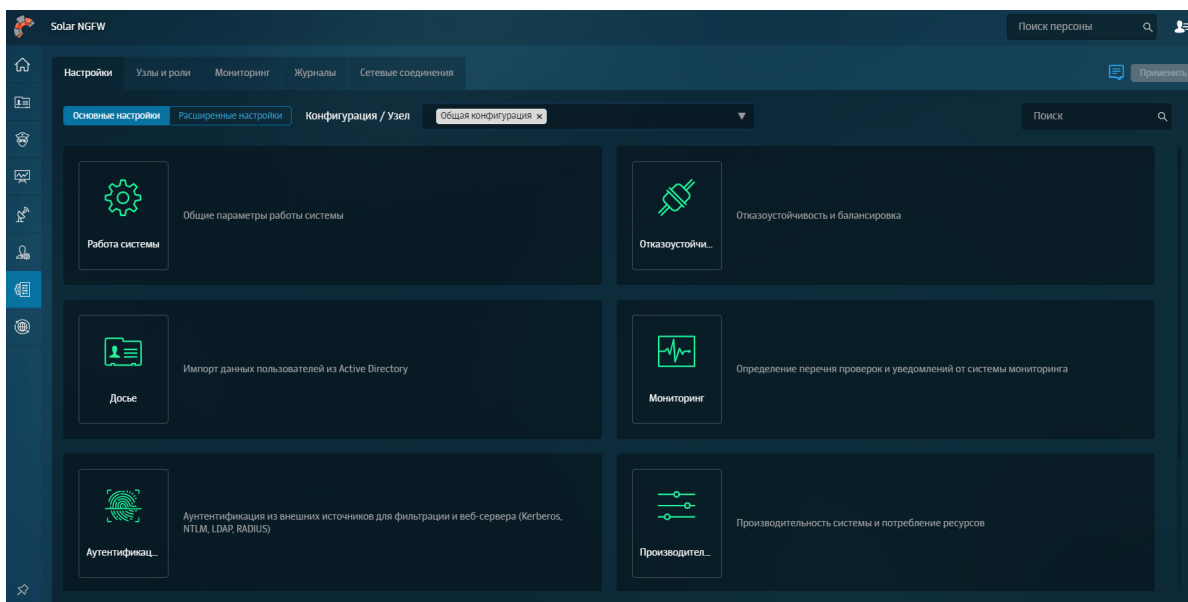 Solar NGFW
Поиск персоны
Настройки Узлы и роли Мониторинг Журналы Сетевые соединения
Применить
Основные настройки Расширенные настройки Конфигурация / Узел Общая конфигурация × Поиск
Общие параметры работы системы
Работа системы
Отказоустойчивость и балансировка
Отказоустойчи...
Импорт данных пользователей из Active Directory
Досье
Определение перечня проверок и уведомлений от системы мониторинга
Мониторинг
Аунтентификация из внешних источников для фильтрации и веб-сервера (Kerberos,
NTLM, LDAP, RADIUS)
Аутентификац...
Производительность системы и потребление ресурсов
Производител...